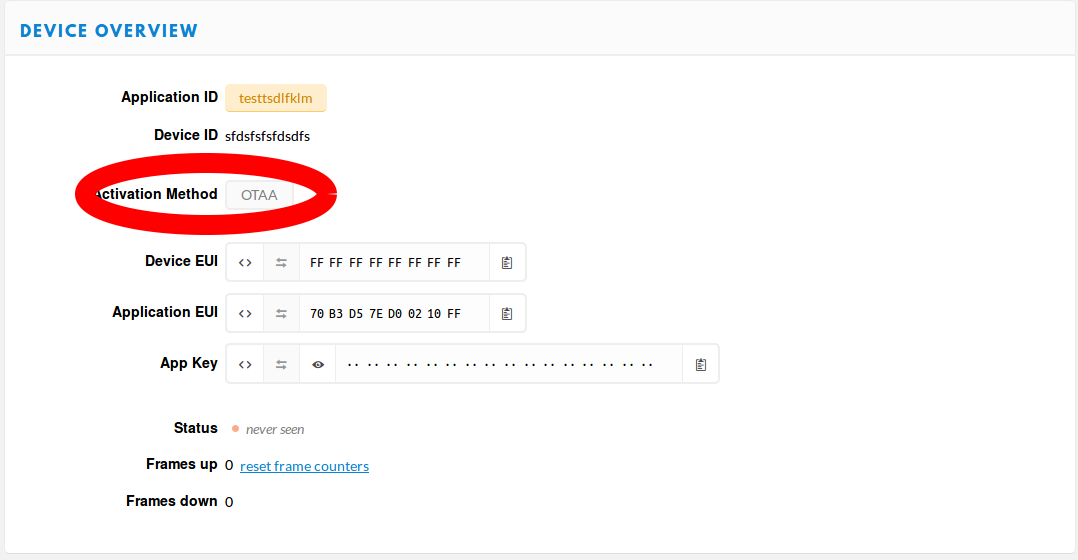 DEVICE OVERVIEW
Application ID testtsdlfklm
Device ID sfdsfsfsfdsdfs
Activation Method OTAA
Device EUI <> FF FF FF FF FF FF FF FF
Application EUI <> 70 B3 D5 7E D0 02 10 FF
App Key <> .. .. .. .. .. .. .. .. .. .. .. .. .. .. .. ..
Status never seen
Frames up 0 reset frame counters
Frames down 0